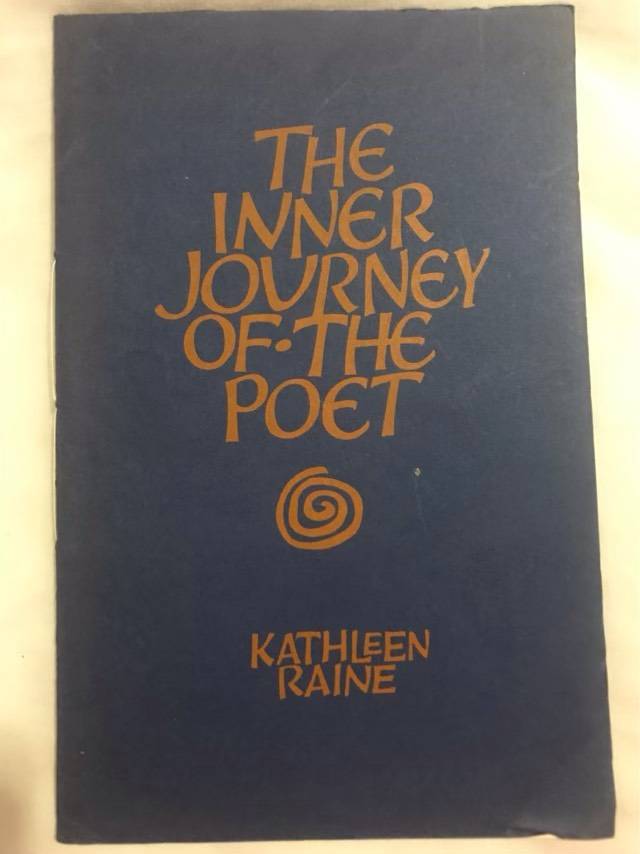 THE
INNER
JOURNEY
OF·THE
POET
KATHLEEN
RAINE